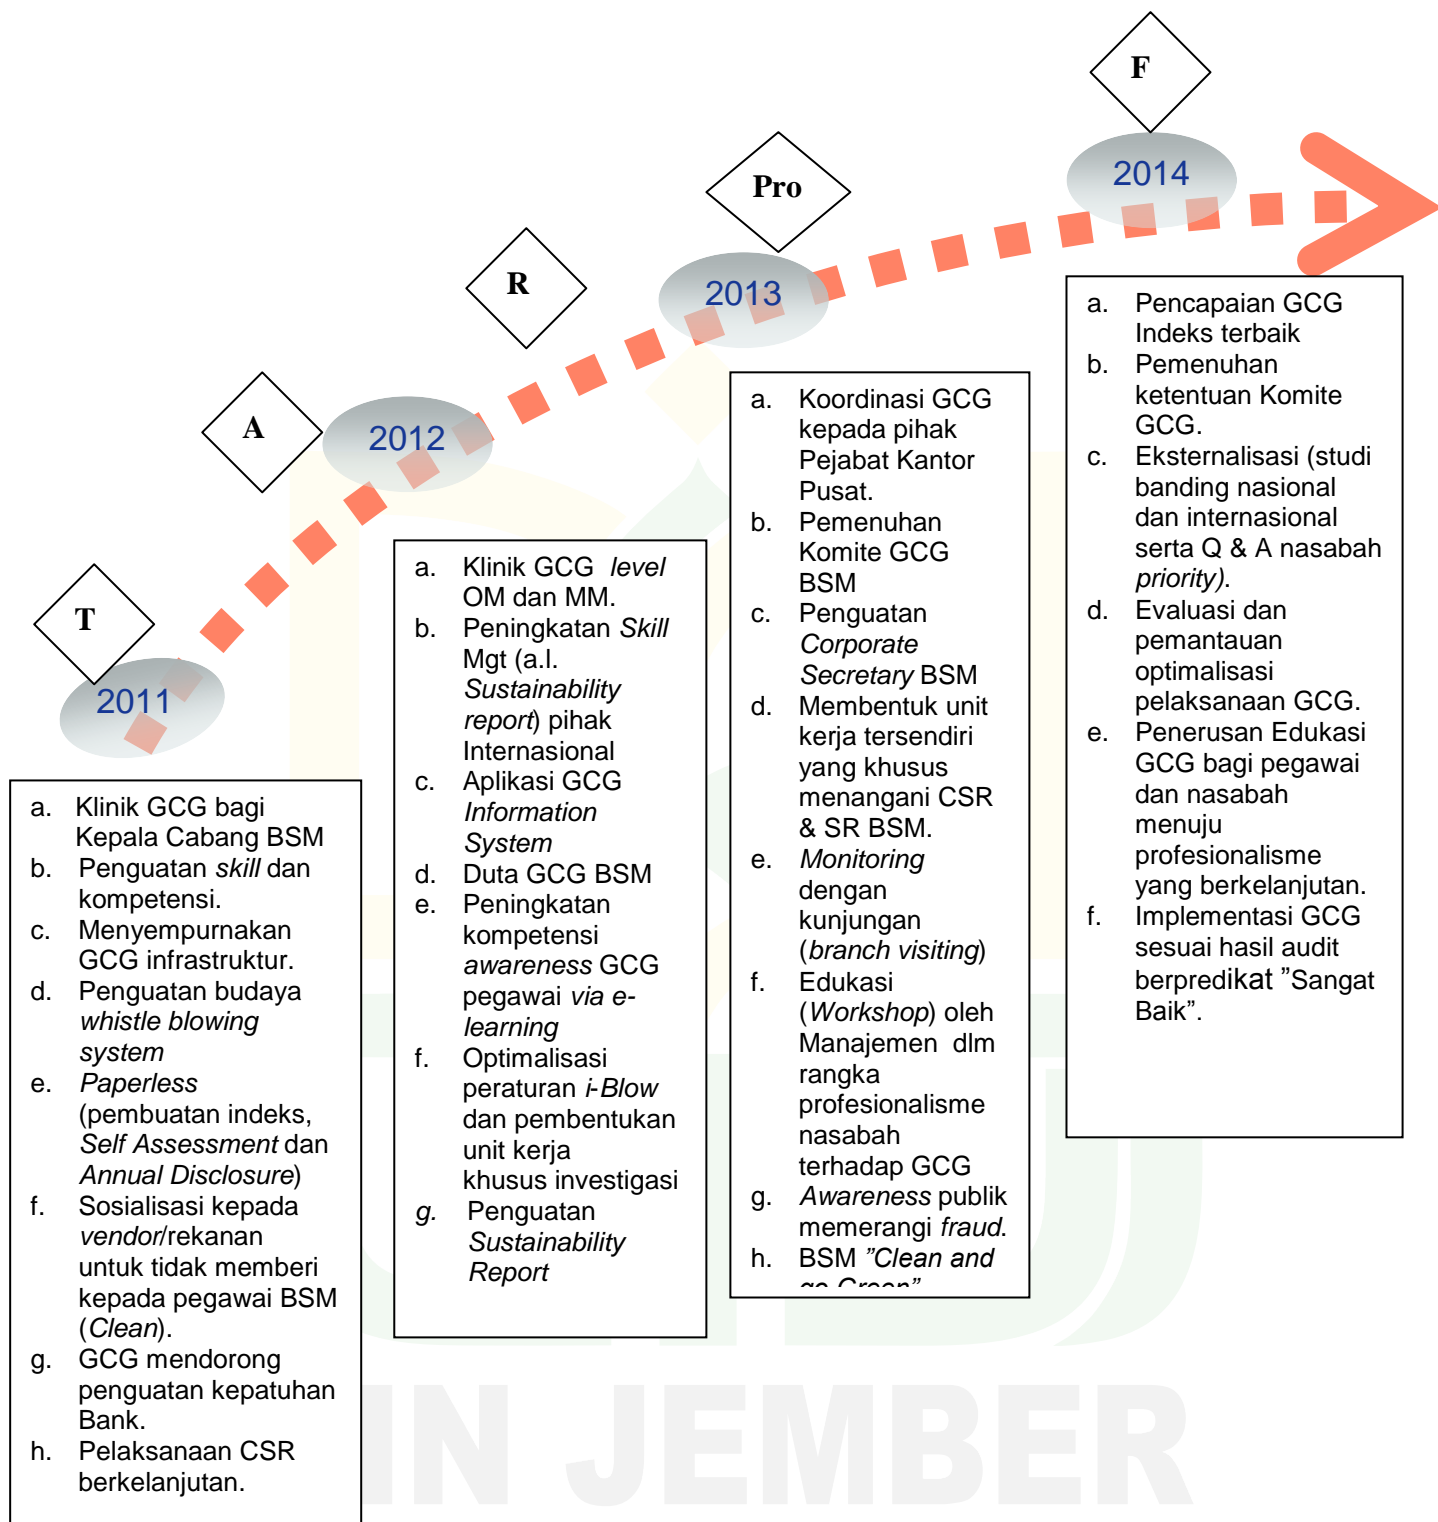 F
2014
Pro
2013
R
A
2012
T
2011
a. Klinik GCG bagi
Kepala Cabang BSM
b. Penguatan skill dan
kompetensi.
c. Menyempurnakan
GCG infrastruktur.
d. Penguatan budaya
whistle blowing
system
e. Paperless
(pembuatan indeks,
Self Assessment dan
Annual Disclosure)
f. Sosialisasi kepada
vendor/rekanan
untuk tidak memberi
kepada pegawai BSM
(Clean).
g. GCG mendorong
penguatan kepatuhan
Bank.
h. Pelaksanaan CSR
berkelanjutan.
a. Klinik GCG level
OM dan MM.
b. Peningkatan Skill
Mgt (a.l.
Sustainability
report) pihak
Internasional
c. Aplikasi GCG
Information
System
d. Duta GCG BSM
e. Peningkatan
kompetensi
awareness GCG
pegawai via e-
learning
f. Optimalisasi
peraturan i-Blow
dan pembentukan
unit kerja
khusus investigasi
g. Penguatan
Sustainability
Report
a. Koordinasi GCG
kepada pihak
Pejabat Kantor
Pusat.
b. Pemenuhan
Komite GCG
BSM
c. Penguatan
Corporate
Secretary BSM
d. Membentuk unit
kerja tersendiri
yang khusus
menangani CSR
& SR BSM.
e. Monitoring
dengan
kunjungan
(branch visiting)
f. Edukasi
(Workshop) oleh
Manajemen dlm
rangka
profesionalisme
nasabah
terhadap GCG
g. Awareness publik
memerangi fraud.
h. BSM ”Clean and
go Green”
a. Pencapaian GCG
Indeks terbaik
b. Pemenuhan
ketentuan Komite
GCG.
c. Eksternalisasi (studi
banding nasional
dan internasional
serta Q & A nasabah
priority).
d. Evaluasi dan
pemantauan
optimalisasi
pelaksanaan GCG.
e. Penerusan Edukasi
GCG bagi pegawai
dan nasabah
menuju
profesionalisme
yang berkelanjutan.
f. Implementasi GCG
sesuai hasil audit
berpredikat ”Sangat
Baik”.
IN JEMBER